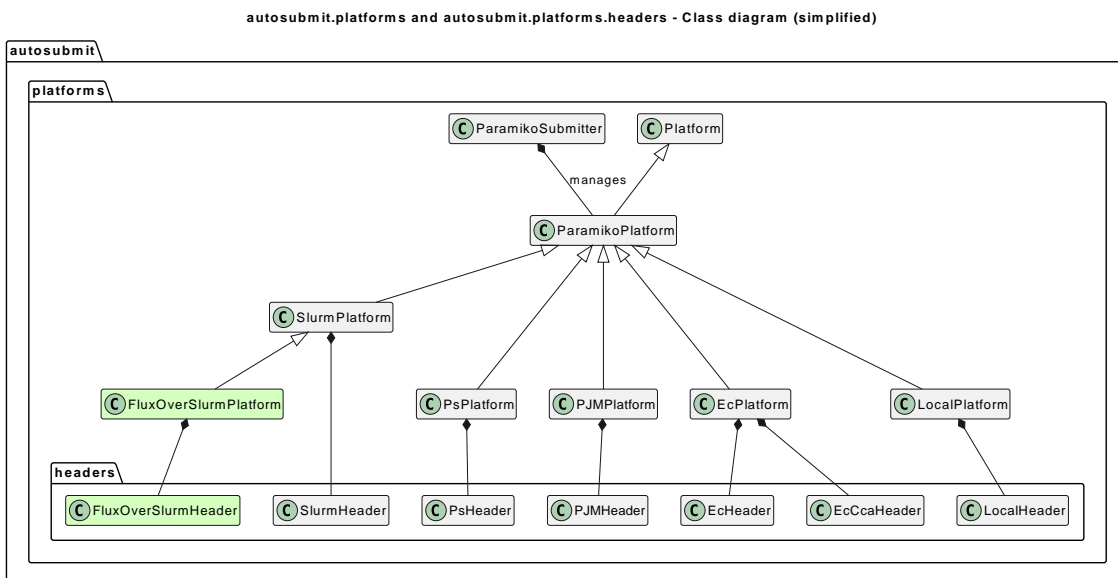 autosubmit.platforms and autosubmit.platforms.headers - Class diagram (simplified)
autosubmit
platforms
C ParamikoSubmitter
C Platform
manages
C ParamikoPlatform
C SlurmPlatform
C FluxOverSlurmPlatform
C PsPlatform
C PJMPlatform
C EcPlatform
C LocalPlatform
headers
C FluxOverSlurmHeader
C SlurmHeader
C PsHeader
C PJMHeader
C EcHeader
C EcCcaHeader
C LocalHeader